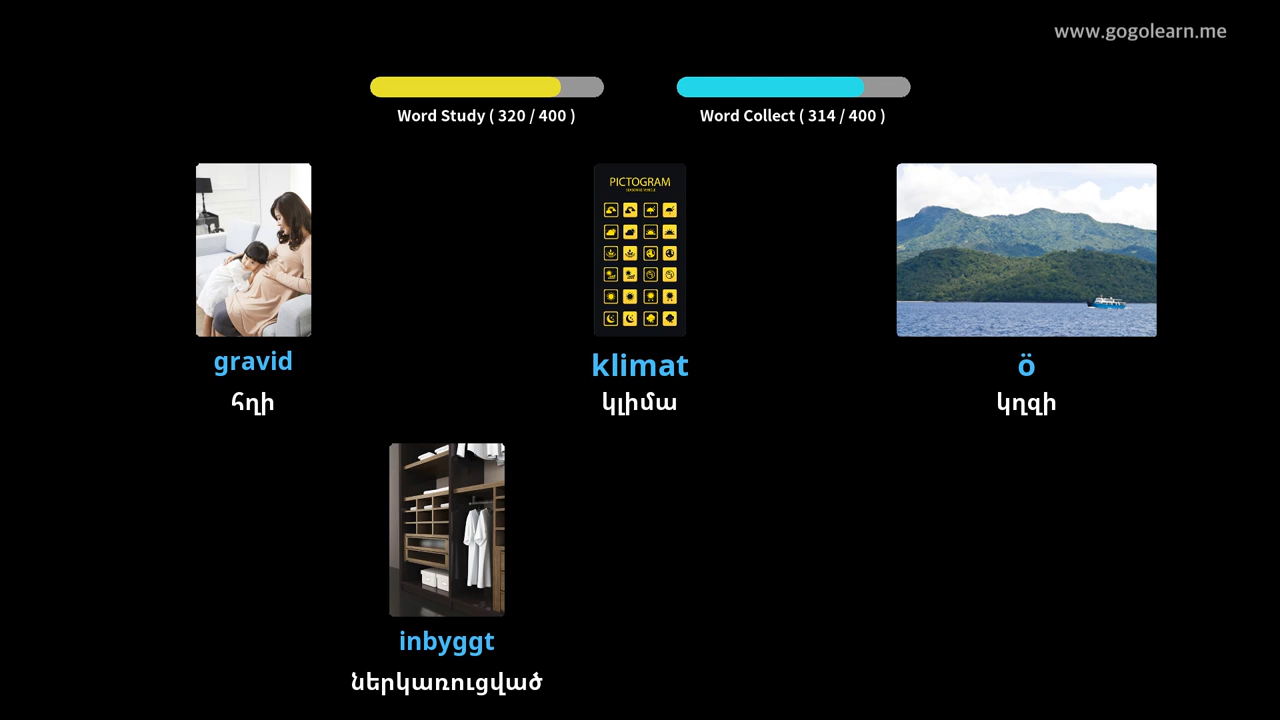 www.gogolearn.me
Word Study ( 320 / 400 )
Word Collect ( 314 / 400 )
PICTOGRAM
gravid
հղի
klimat
կլիմա
ö
կղզի
inbyggt
ներկառուցված